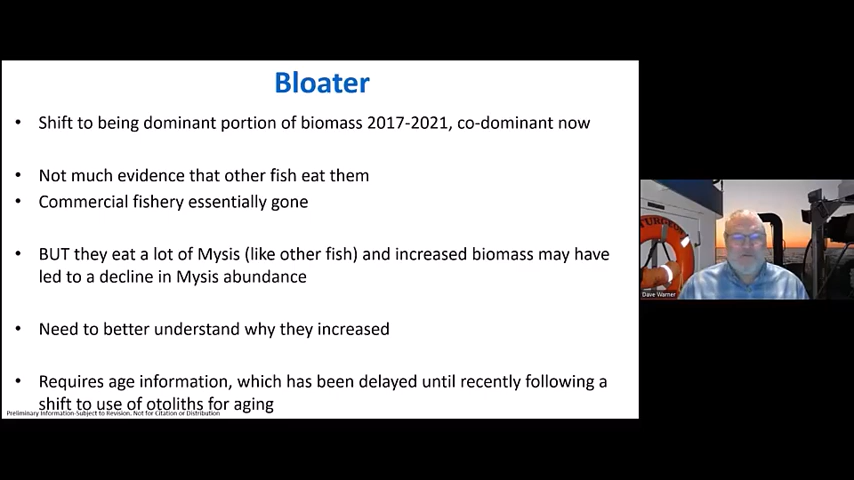 Bloater
• Shift to being dominant portion of biomass 2017-2021, co-dominant now
• Not much evidence that other fish eat them
• Commercial fishery essentially gone
• BUT they eat a lot of Mysis (like other fish) and increased biomass may have
led to a decline in Mysis abundance
• Need to better understand why they increased
• Requires age information, which has been delayed until recently following a
shift to use of otoliths for aging
Preliminary Information-Subject to Revision. Not for Citation or Distribution
TURGEON
Dave Warner